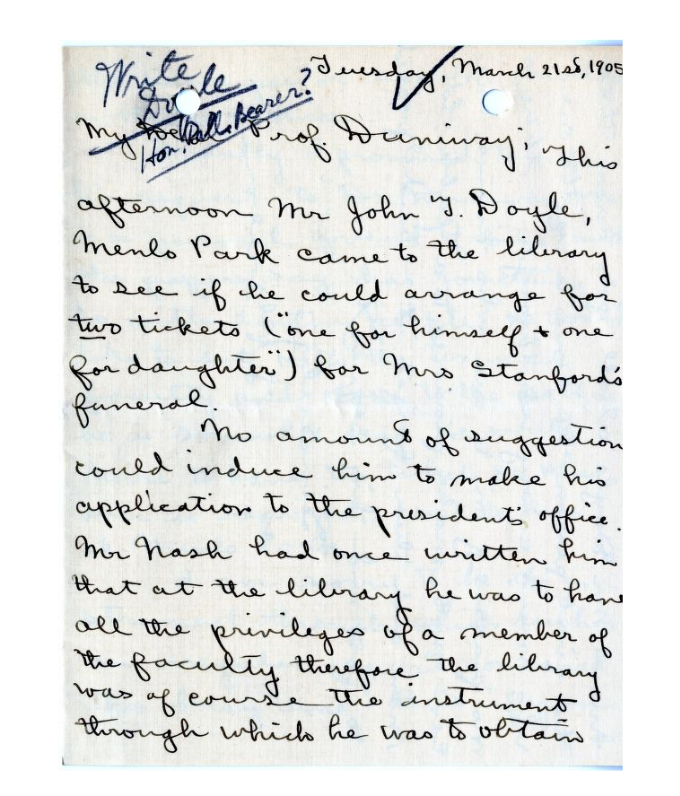 Write
Doyle
Hon. Pall Bearer?
Tuesday, March 21st, 1905
My Dear Prof. Duniway; This
afternoon Mr John T. Doyle,
Menlo Park came to the library
to see if he could arrange for
two tickets ("one for himself & one
for daughter") for Mrs Stanford's
funeral.
No amount of suggestion
could induce him to make his
application to the president's office.
Mr Nash had once written him
that at the library he was to have
all the privileges of a member of
the faculty therefore the library
was of course the instrument
through which he was to obtain